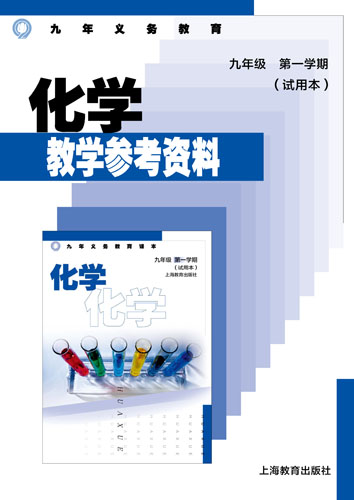 九年义务教育
九年级 第一学期
（试用本）
化学
教学参考资料
九年义务教育课本
九年级 第一学期
（试用本）
上海教育出版社
化学
化学
HUAXUE
上海教育出版社